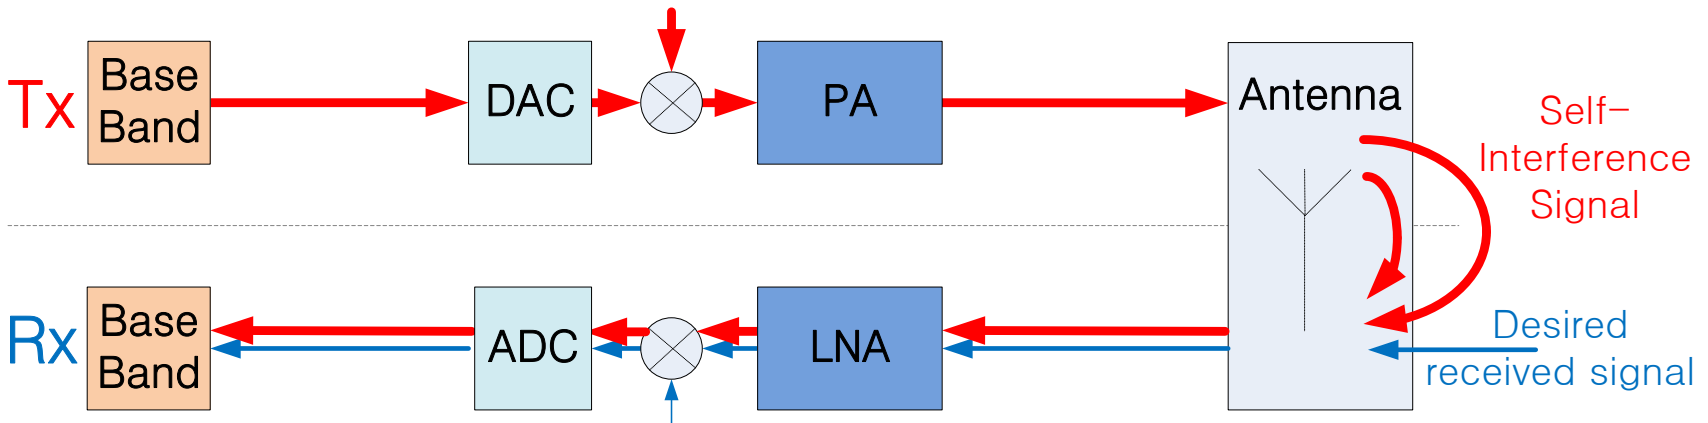 Tx
Base
Band
DAC
PA
Antenna
Self-
Interference
Signal
Rx
Base
Band
ADC
LNA
Desired
received signal